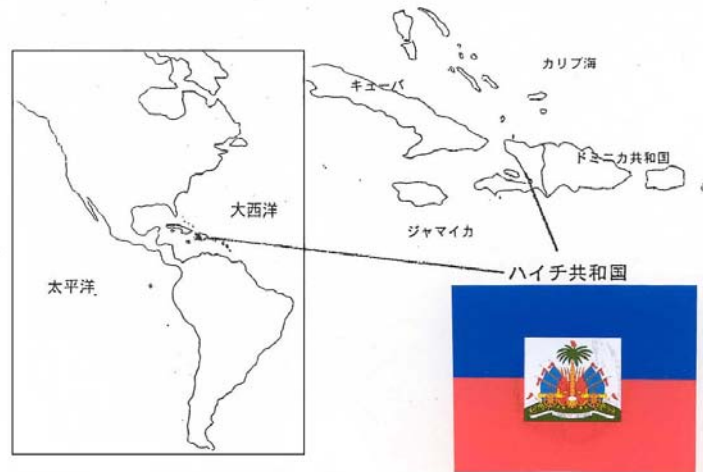 カリブ海
キューバ
ドミニカ共和国
大西洋
ジャマイカ
ハイチ共和国
太平洋